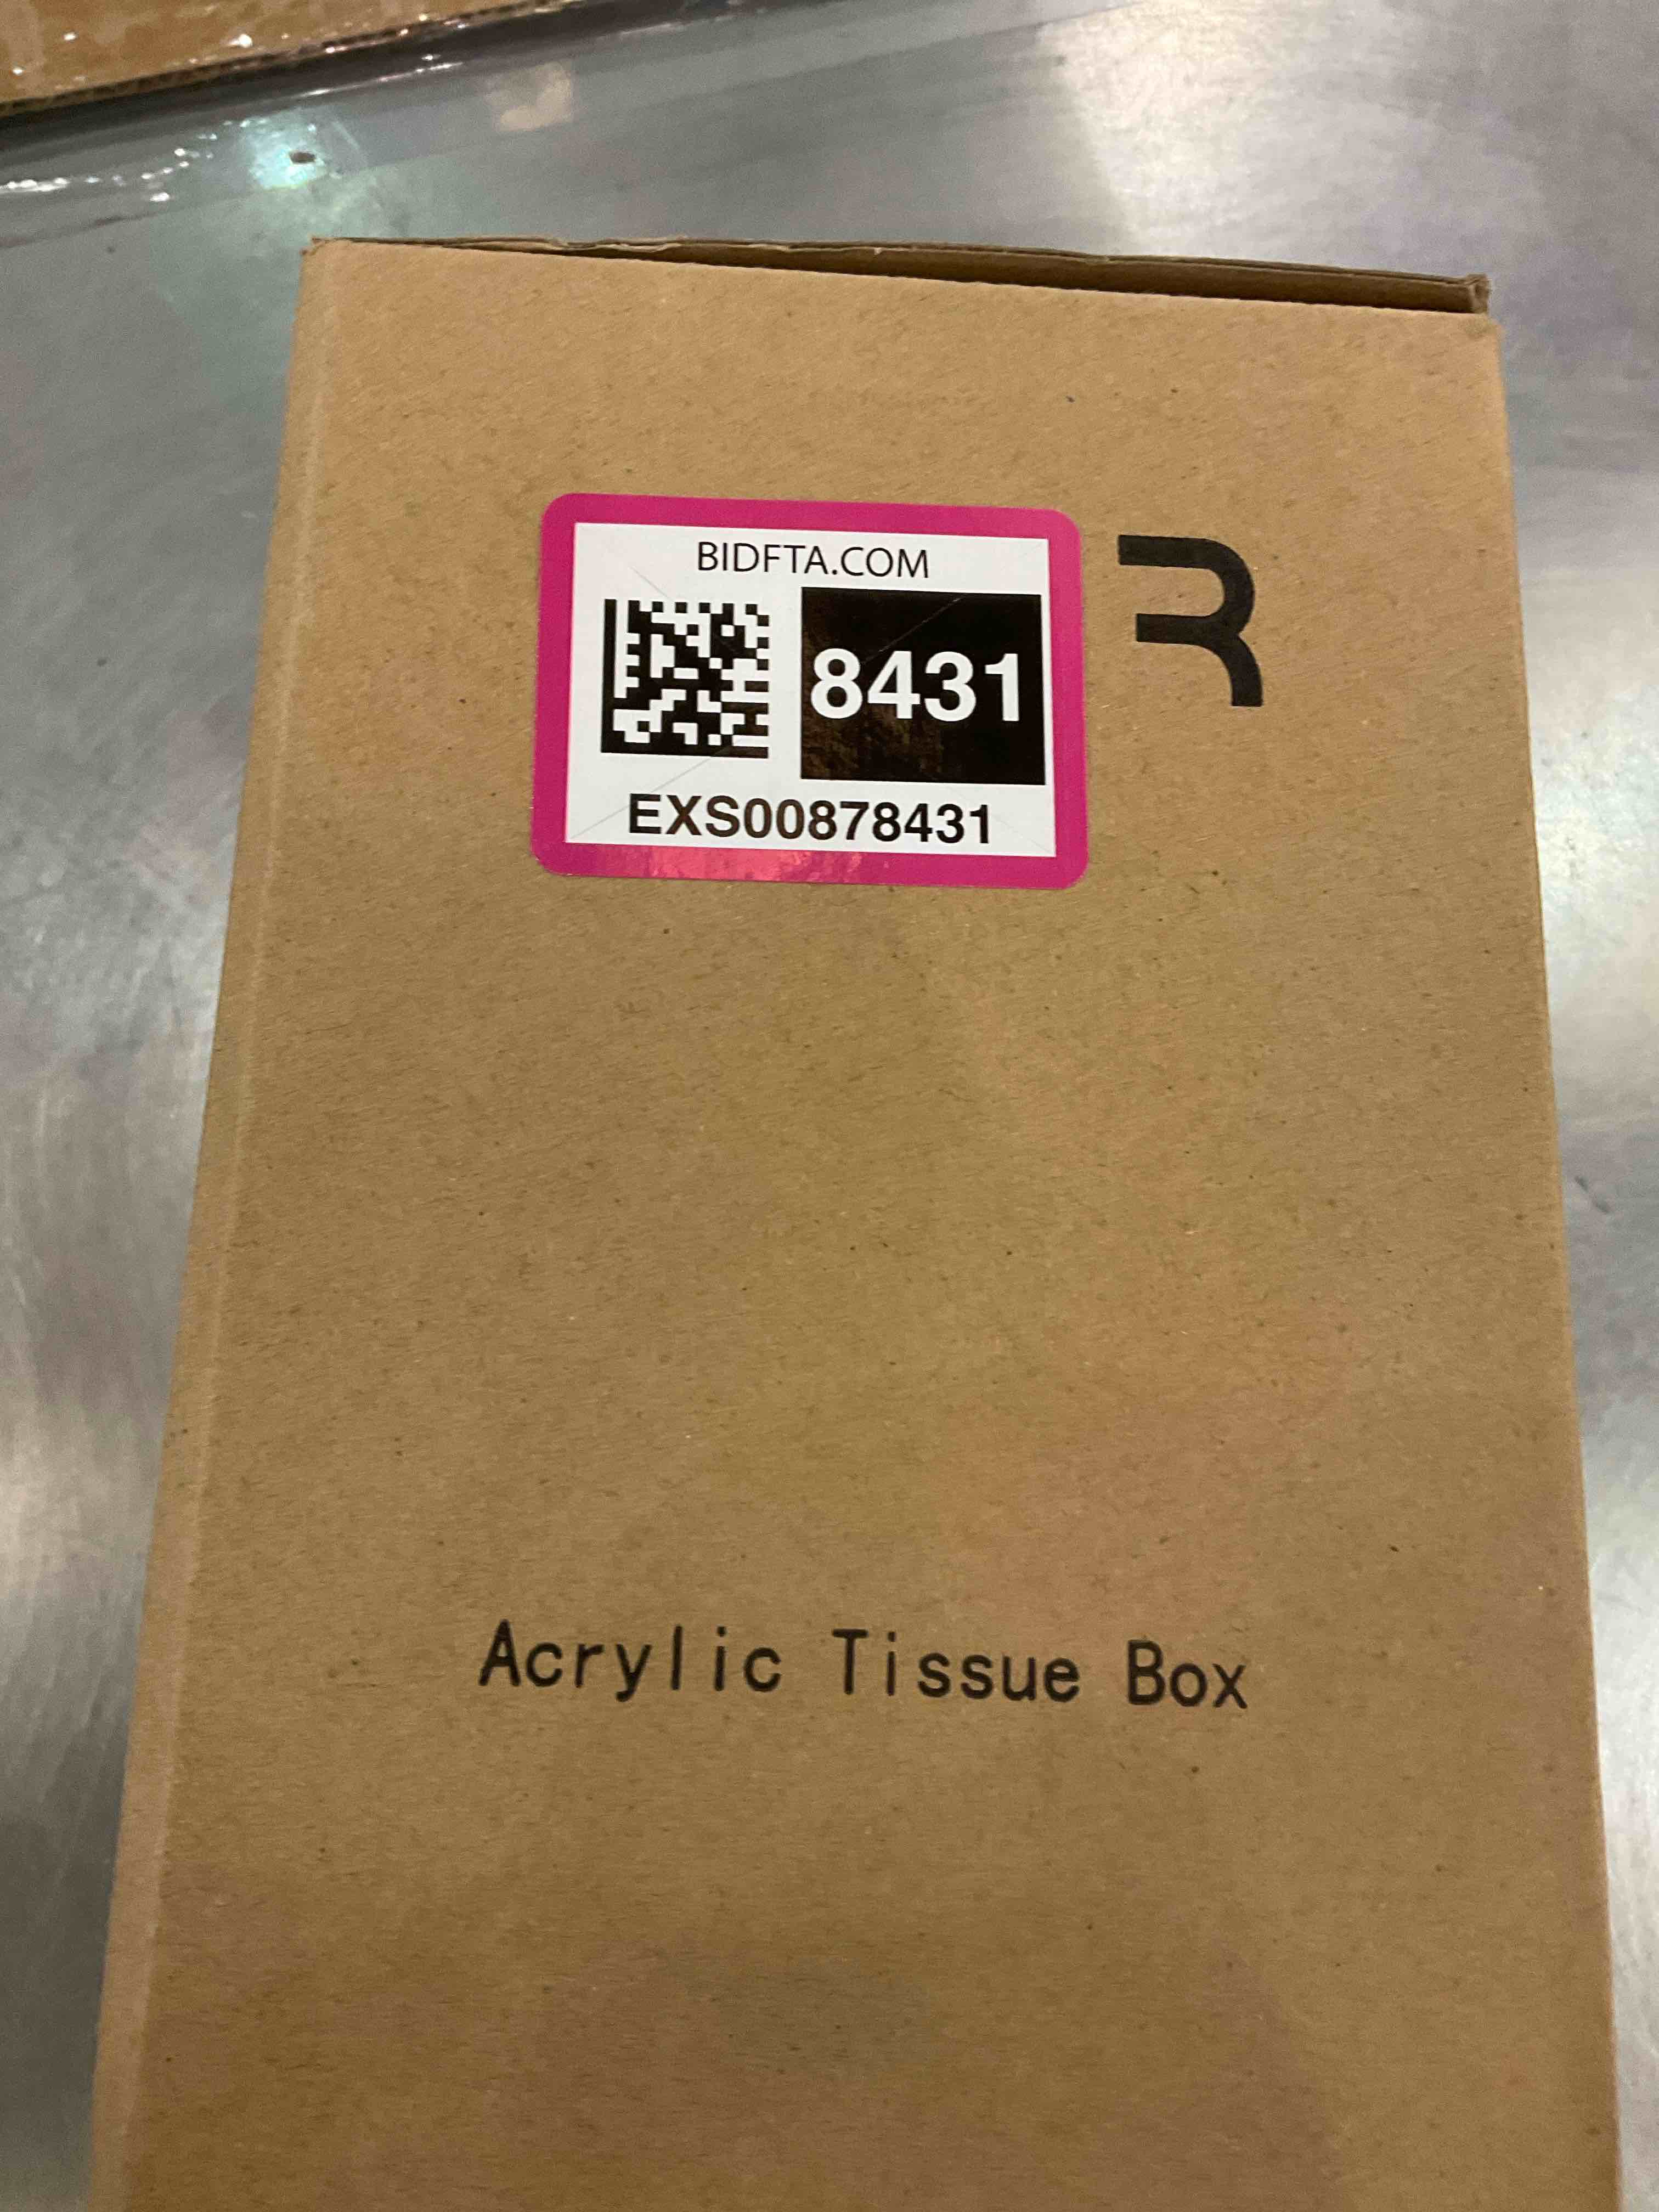 BIDFTA.COM
8431
EXS00878431
R
Acrylic Tissue Box